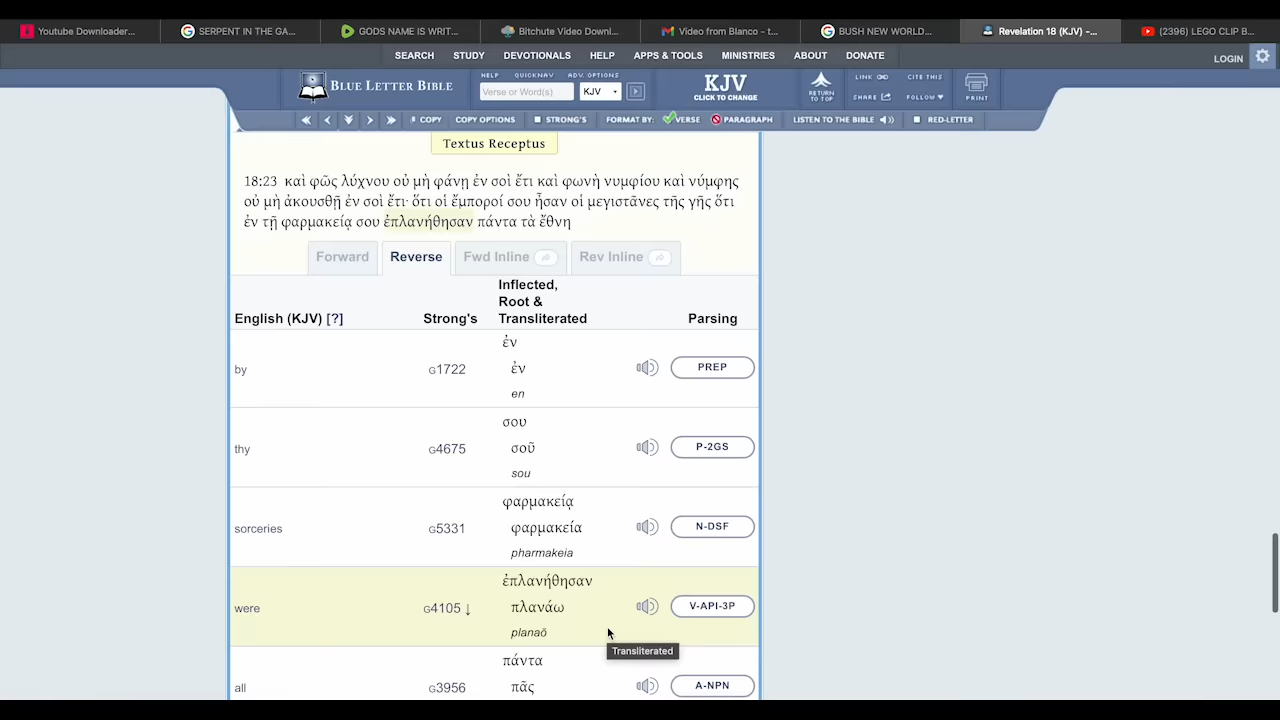 Youtube Downloader...
SERPENT IN THE GA...
GODS NAME IS WRIT...
Bitchute Video Downl...
Video from Blanco - t...
BUSH NEW WORLD...
Revelation 18 (KJV) -...
(2396) LEGO CLIP B...
SEARCH STUDY DEVOTIONALS HELP APPS & TOOLS MINISTRIES ABOUT DONATE
LOGIN
BLUE LETTER BIBLE
HELP QUICKNAV ADV. OPTIONS
Verse or Word(s) KJV
KJV
CLICK TO CHANGE
RETURN
TO TOP
LINK CITE THIS
SHARE FOLLOW
PRINT
COPY COPY OPTIONS STRONG'S FORMAT BY: VERSE PARAGRAPH LISTEN TO THE BIBLE RED-LETTER
Textus Receptus
18:23 καὶ φῶς λύχνου οὐ μὴ φάνῃ ἐν σοὶ ἔτι καὶ φωνὴ νυμφίου καὶ νύμφης
οὐ μὴ ἀκουσθῇ ἐν σοὶ ἔτι· ὅτι οἱ ἔμποροί σου ἦσαν οἱ μεγιστᾶνες τῆς γῆς ὅτι
ἐν τῇ φαρμακείᾳ σου ἐπλανήθησαν πάντα τὰ ἔθνη
Forward Reverse Fwd Inline Rev Inline
English (KJV) [?] Strong's
Inflected,
Root &
Transliterated
Parsing
ἐν
by G1722 ἐν PREP
en
σου
thy G4675 σοῦ P-2GS
sou
φαρμακείᾳ
sorceries G5331 φαρμακεία N-DSF
pharmakeia
ἐπλανήθησαν
were G4105 ↓ πλανάω V-API-3P
planaō
Transliterated
πάντα
all G3956 πᾶς A-NPN